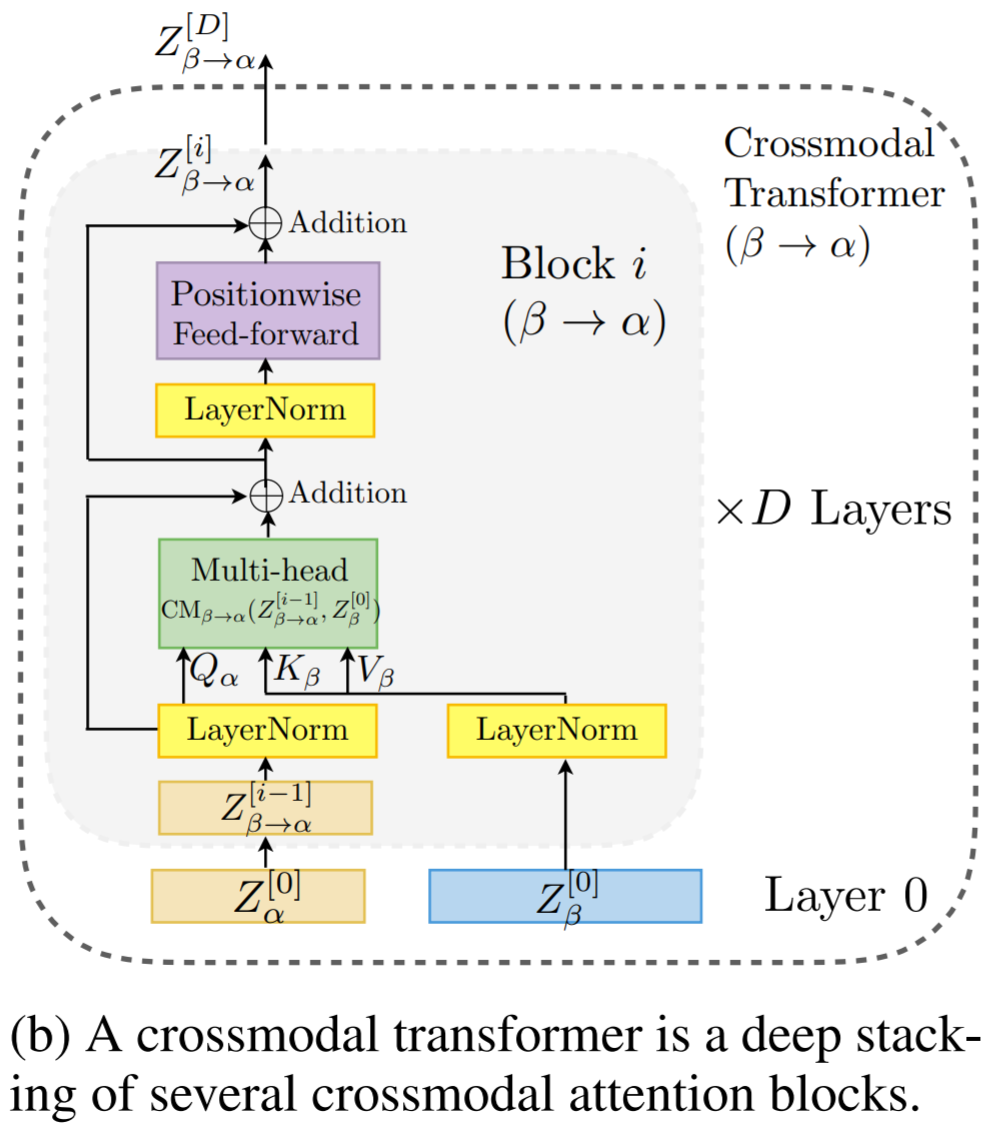 Z^{[D]}_{β→α}
Z^{[i]}_{β→α}
Crossmodal
Transformer
(β → α)
Addition
Block i
(β → α)
Positionwise
Feed-forward
LayerNorm
Addition
×D Layers
Multi-head
CM_{β→α}(Z^{[i−1]}_{β→α}, Z^{[0]}_β)
Q_α K_β V_β
LayerNorm LayerNorm
Z^{[i−1]}_{β→α}
Z^{[0]}_α Z^{[0]}_β Layer 0
(b) A crossmodal transformer is a deep stack-
ing of several crossmodal attention blocks.